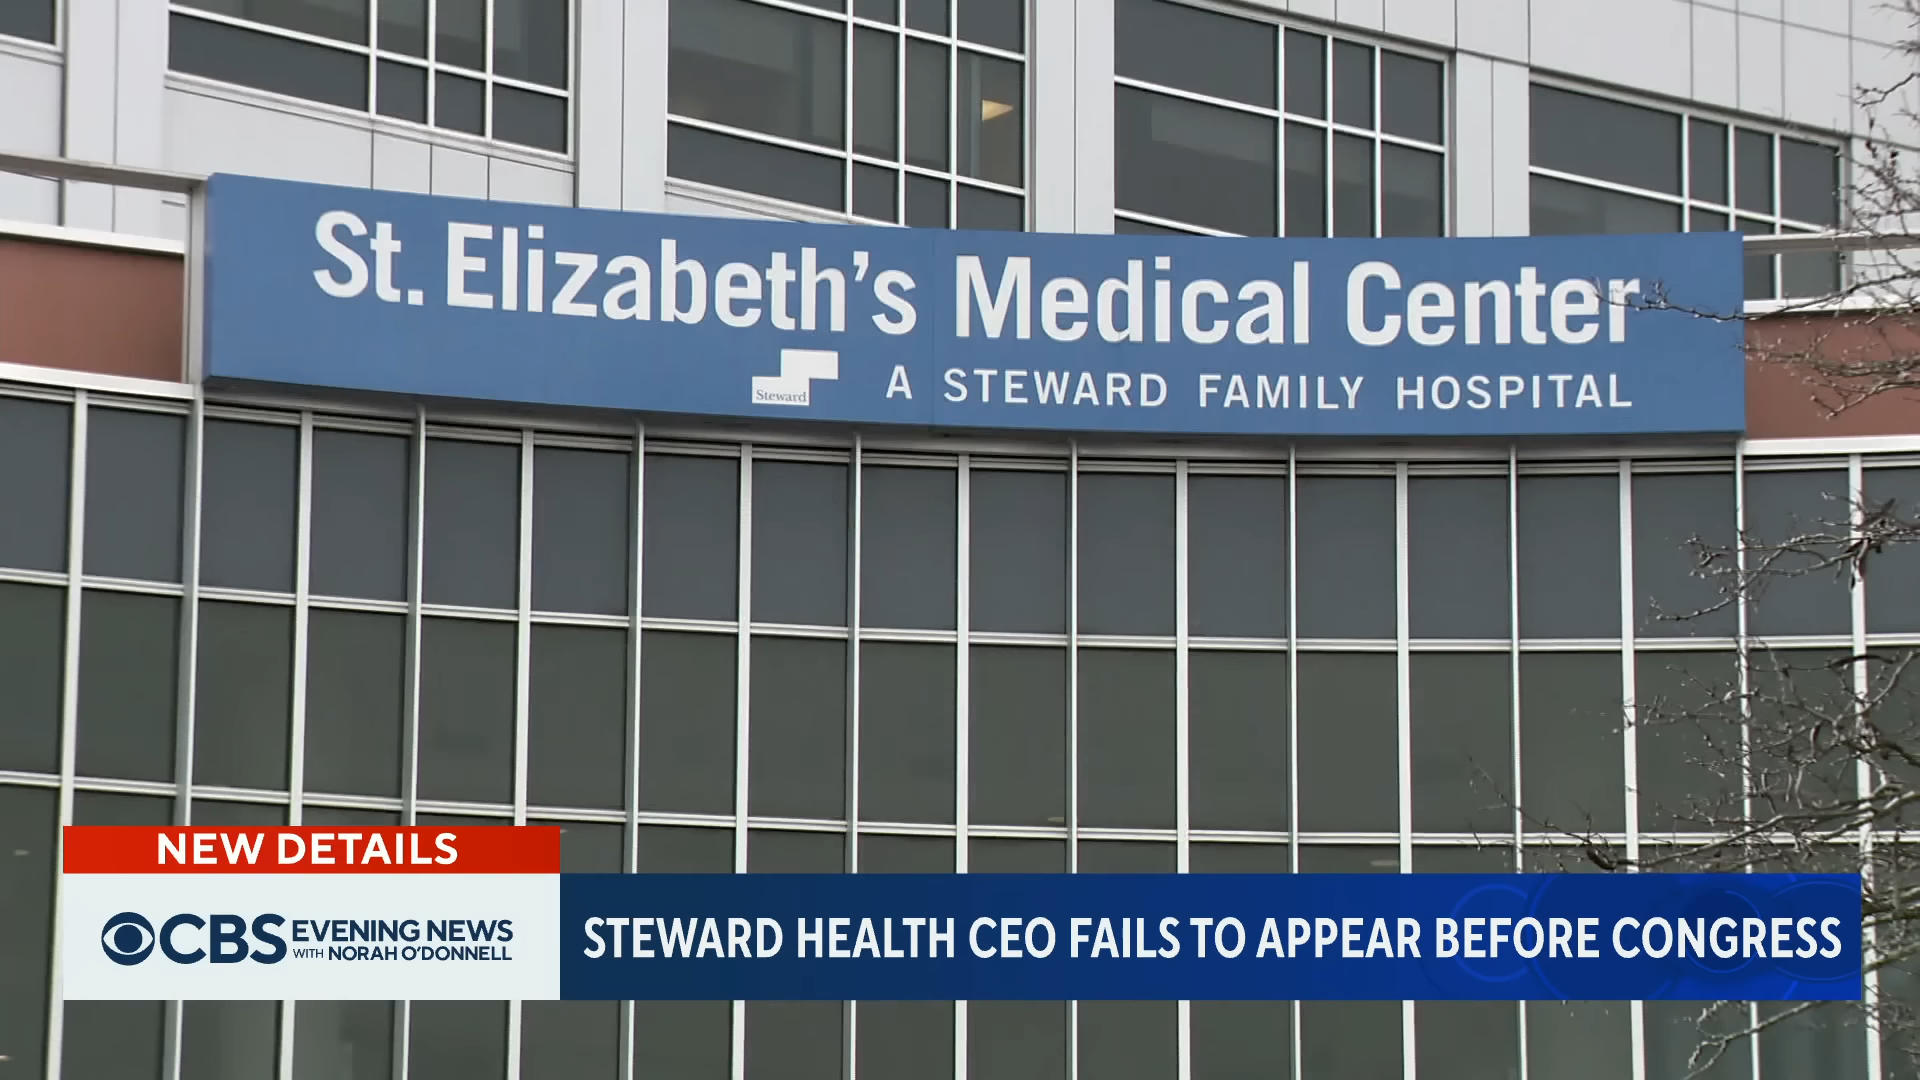 St. Elizabeth's Medical Center
Steward
A STEWARD FAMILY HOSPITAL
NEW DETAILS
CBS EVENING NEWS
WITH NORAH O'DONNELL
STEWARD HEALTH CEO FAILS TO APPEAR BEFORE CONGRESS